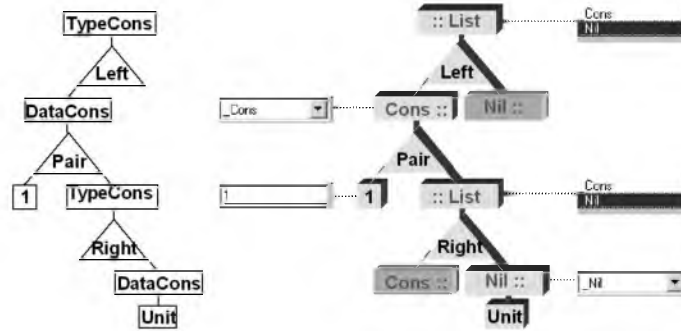 TypeCons
Left
DataCons
Pair
1
TypeCons
Right
DataCons
Unit
:: List
Cons
Nil
Left
_Cons
Cons ::
Nil ::
Pair
1
1
:: List
Cons
Nil
Right
Cons ::
Nil ::
_Nil
Unit